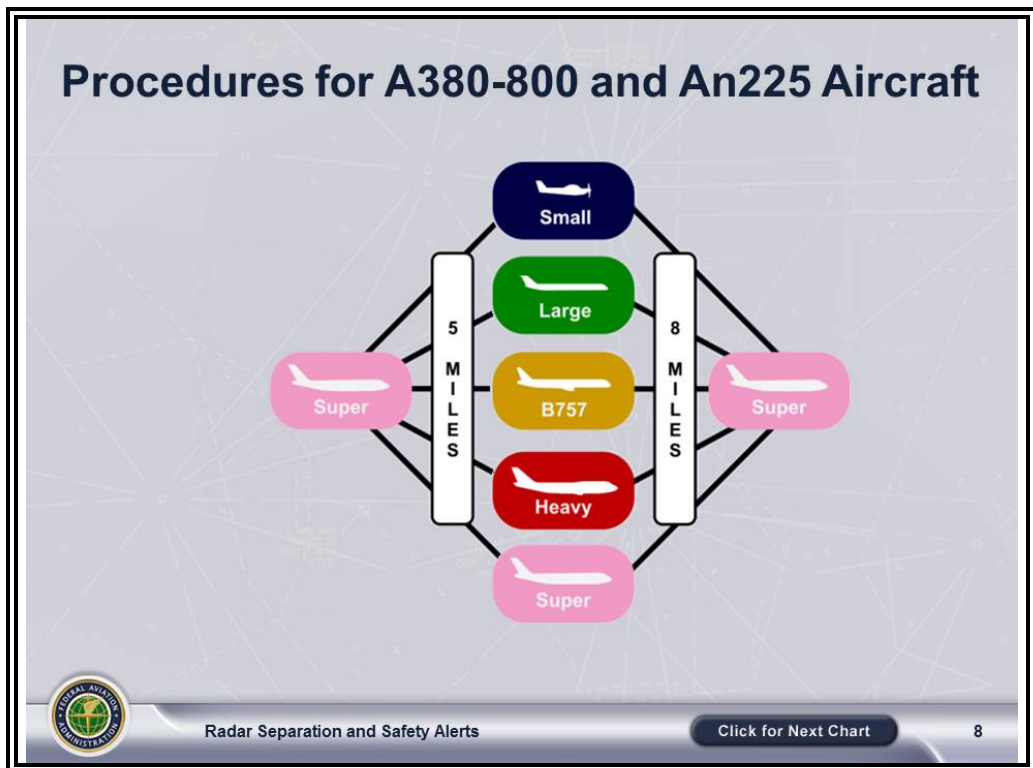 Procedures for A380-800 and An225 Aircraft
Small
Large
5
MILES
8
MILES
Super
B757
Super
Heavy
Super
FEDERAL AVIATION
ADMINISTRATION
Radar Separation and Safety Alerts
Click for Next Chart
8